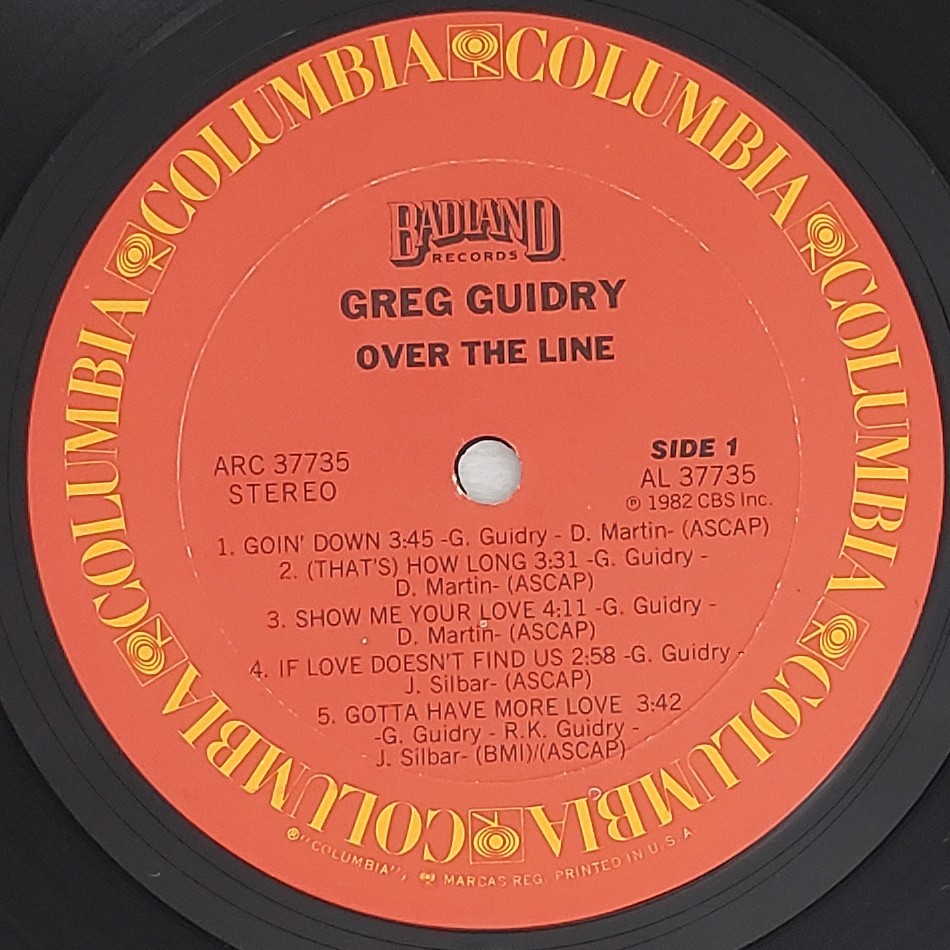 COLUMBIA COLUMBIA COLUMBIA COLUMBIA COLUMBIA COLUMBIA
BADLAND
RECORDS
GREG GUIDRY
OVER THE LINE
ARC 37735
STEREO
SIDE 1
AL 37735
℗ 1982 CBS Inc.
1. GOIN' DOWN 3:45 -G. Guidry - D. Martin- (ASCAP)
2. (THAT'S) HOW LONG 3:31 -G. Guidry -
D. Martin- (ASCAP)
3. SHOW ME YOUR LOVE 4:11 -G. Guidry -
D. Martin- (ASCAP)
4. IF LOVE DOESN'T FIND US 2:58 -G. Guidry -
J. Silbar- (ASCAP)
5. GOTTA HAVE MORE LOVE 3:42
-G. Guidry - R.K. Guidry -
J. Silbar- (BMI)/(ASCAP)
®"COLUMBIA", MARCAS REG. PRINTED IN U.S.A